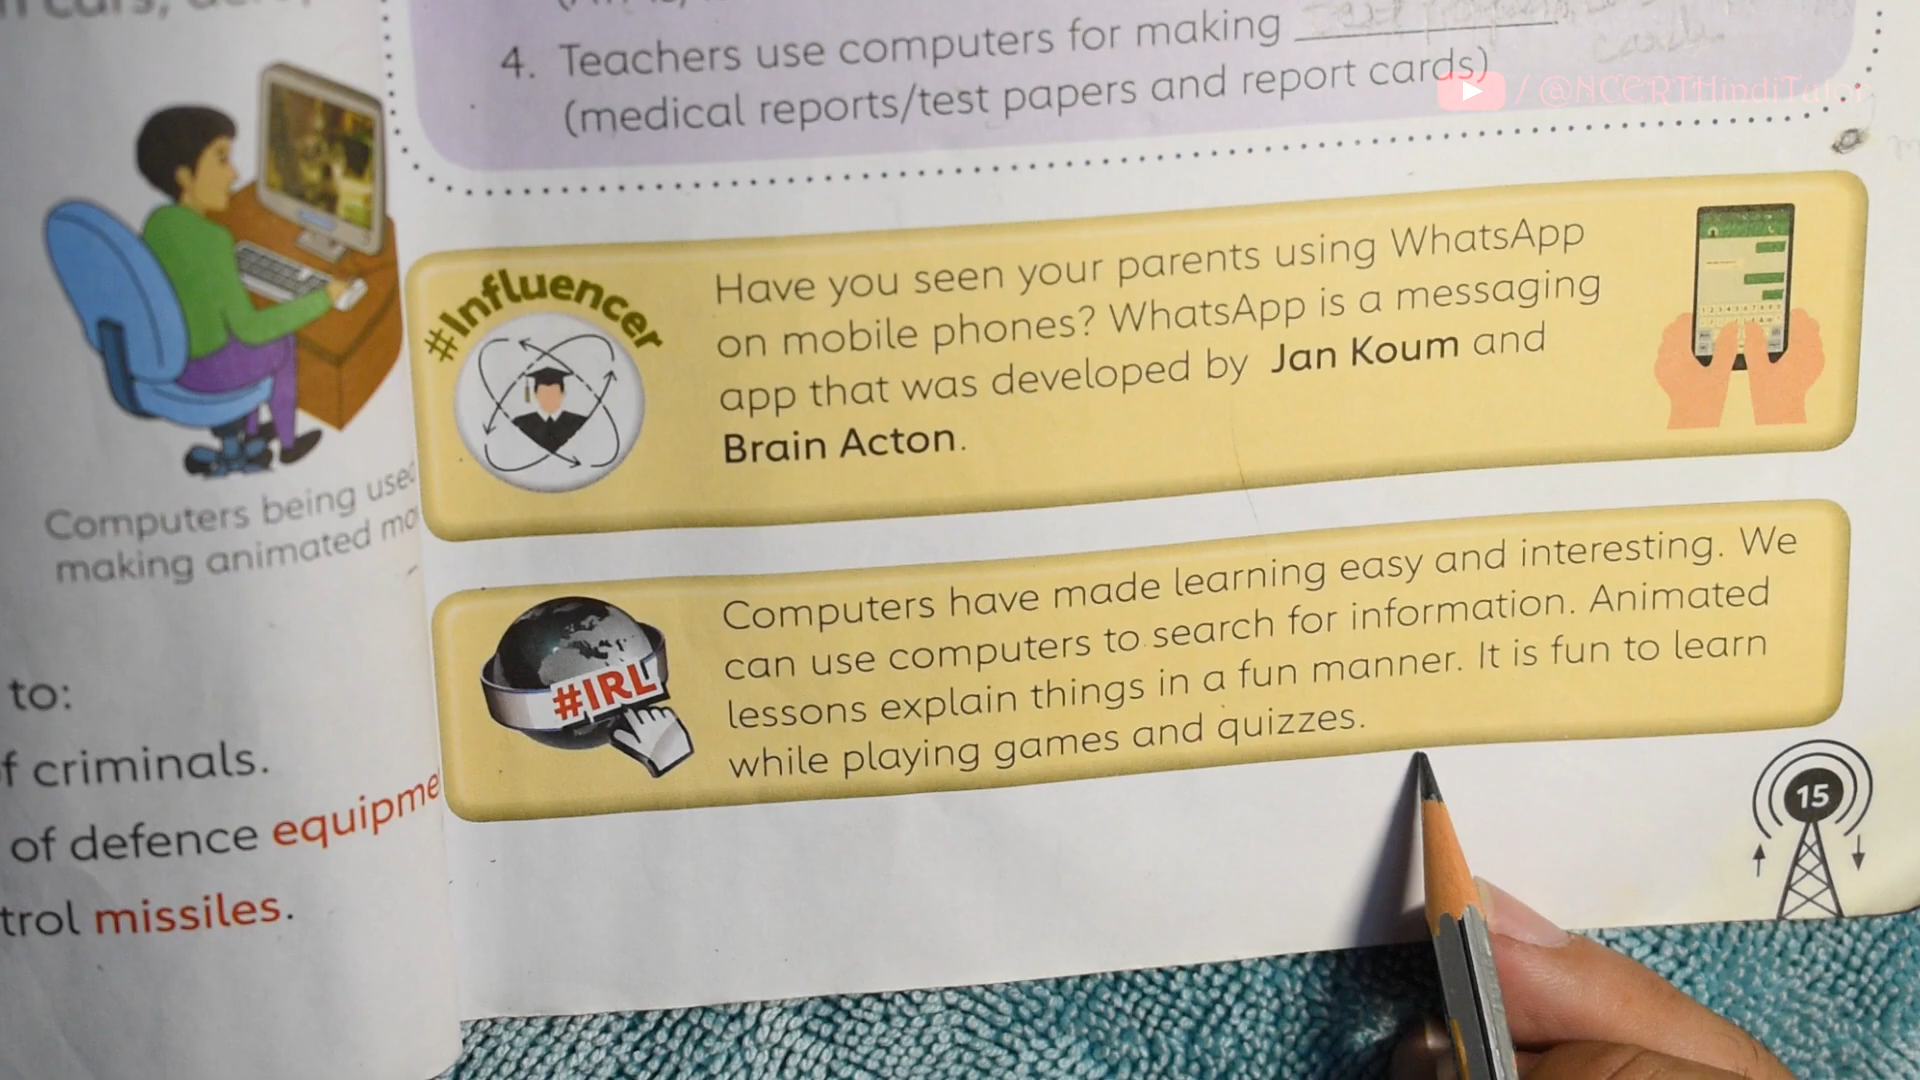 4. Teachers use computers for making
(medical reports/test papers and report cards)
/ @NCERTHindiTutor
#Influencer
Have you seen your parents using WhatsApp
on mobile phones? WhatsApp is a messaging
app that was developed by Jan Koum and
Brain Acton.
#IRL
Computers have made learning easy and interesting. We
can use computers to search for information. Animated
lessons explain things in a fun manner. It is fun to learn
while playing games and quizzes.
15
Computers being used
making animated mo
to:
f criminals.
of defence equipme
trol missiles.